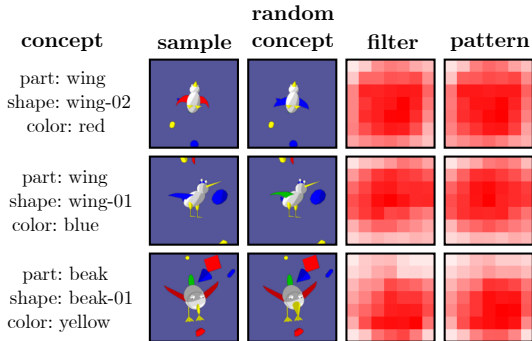 concept sample random concept filter pattern
part: wing
shape: wing-02
color: red
part: wing
shape: wing-01
color: blue
part: beak
shape: beak-01
color: yellow